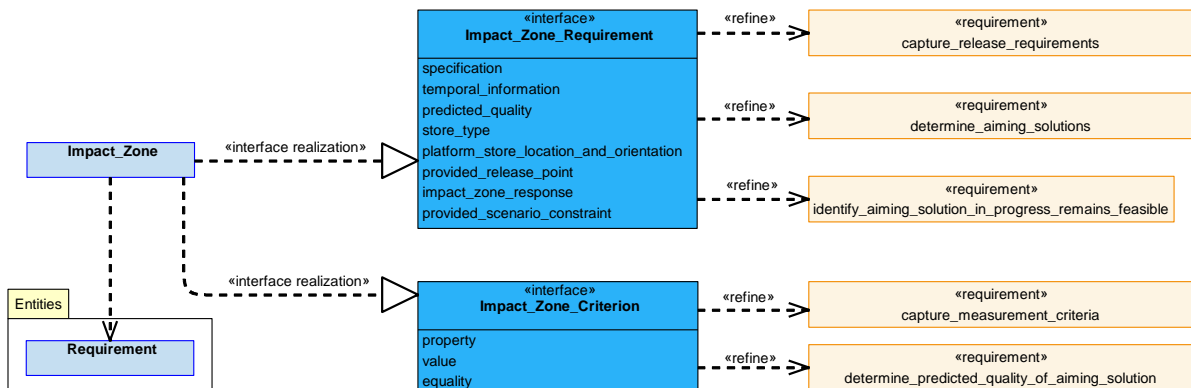 «interface»
Impact_Zone_Requirement
specification
temporal_information
predicted_quality
store_type
platform_store_location_and_orientation
provided_release_point
impact_zone_response
provided_scenario_constraint
«refine»
«requirement»
capture_release_requirements
«refine»
«requirement»
determine_aiming_solutions
«refine»
«requirement»
identify_aiming_solution_in_progress_remains_feasible
Impact_Zone
«interface realization»
«interface realization»
«interface»
Impact_Zone_Criterion
property
value
equality
«refine»
«requirement»
capture_measurement_criteria
«refine»
«requirement»
determine_predicted_quality_of_aiming_solution
Entities
Requirement